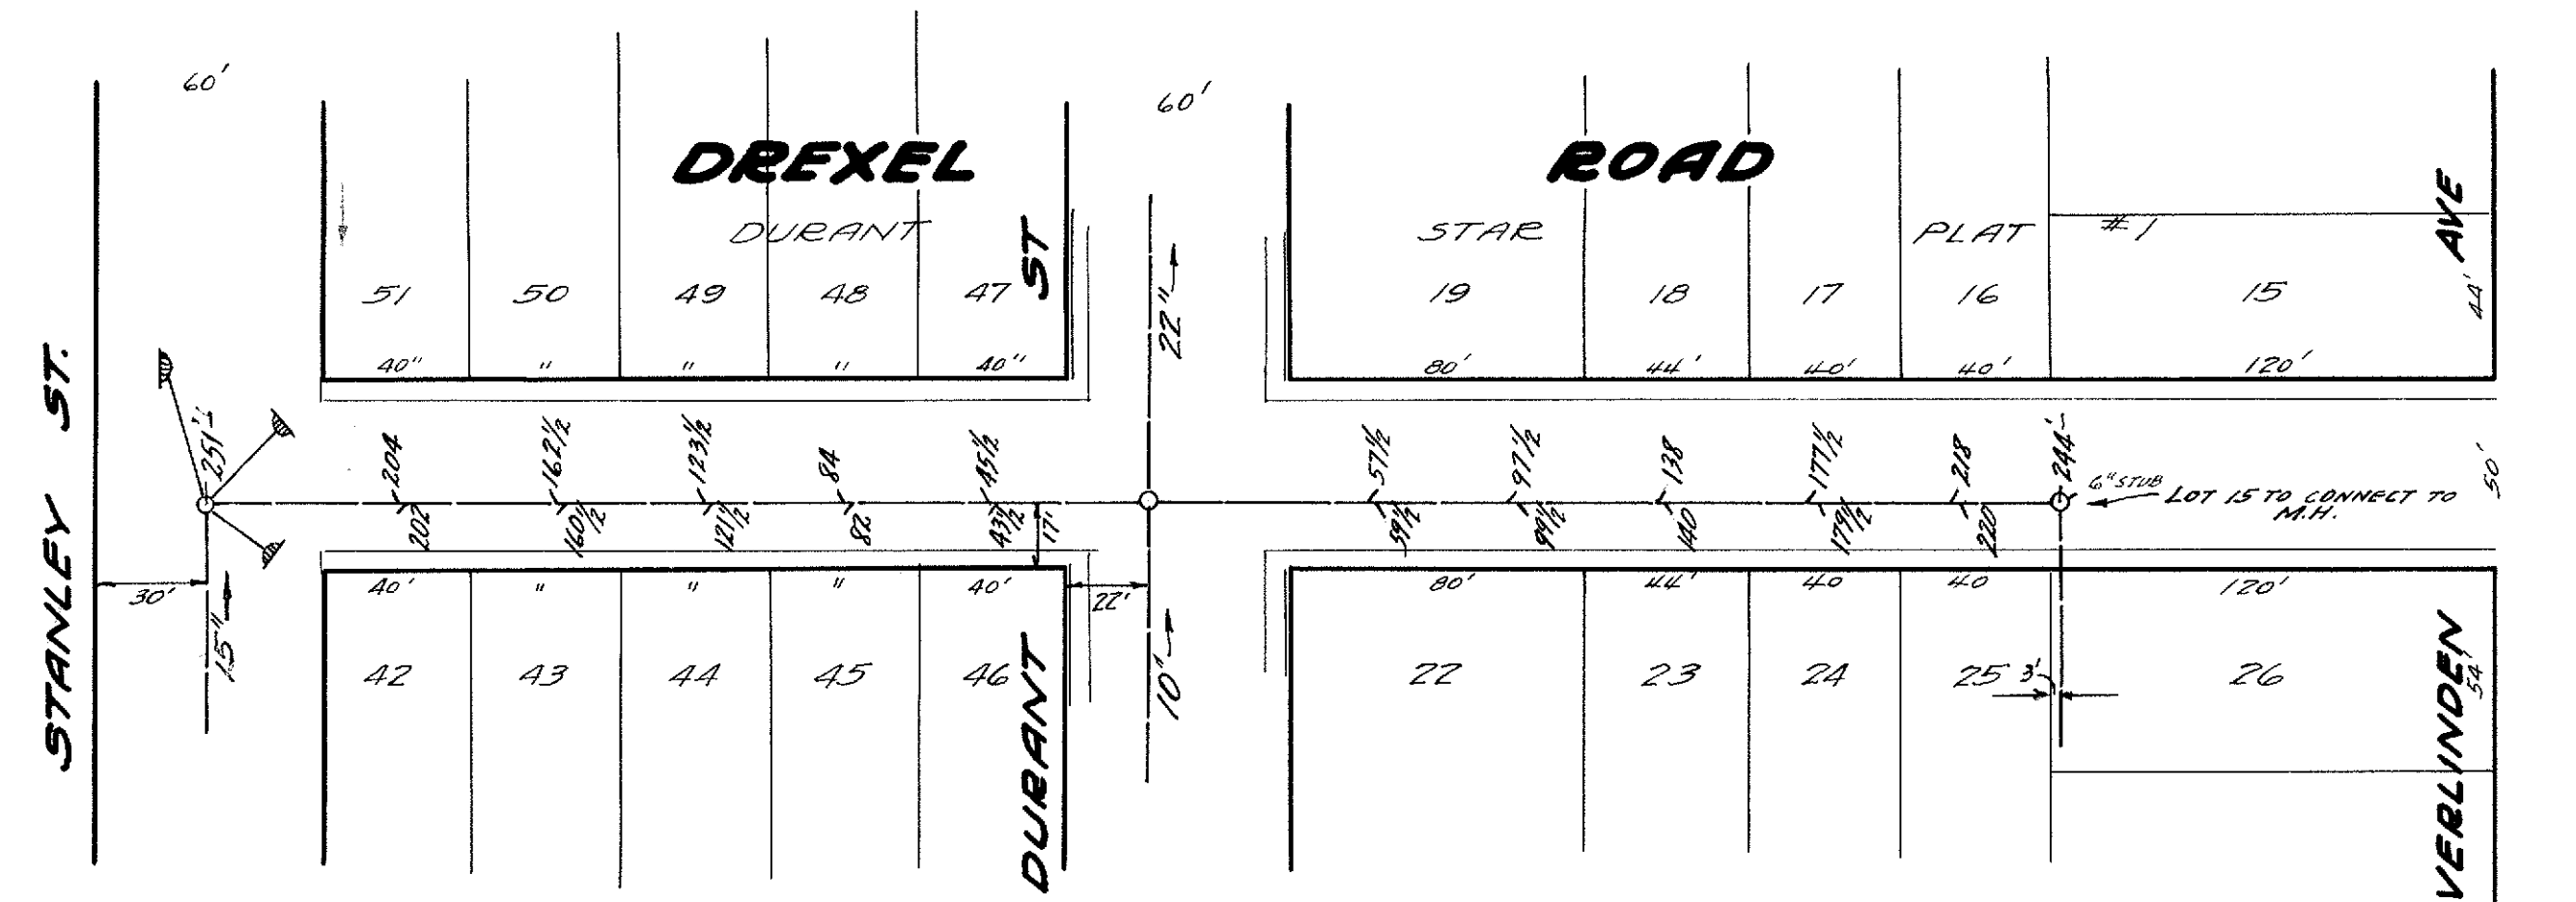 60'
60'
DREXEL ROAD
DURANT STAR PLAT #1
51 50 49 48 47 19 18 17 16 15
40" " " " 40" 80' 44' 40' 40' 120'
44'
22"
STANLEY ST.
DURANT ST
VERLINDEN AVE
251'
204 162½ 123½ 84 45½ 57½ 97½ 138 177½ 218 244'
202 160½ 121½ 82 43½ 59½ 99½ 140 179½ 220
17'
6" STUB
LOT 15 TO CONNECT TO
M.H.
50'
30'
15"
40' " " " 40' 80' 44' 40 40 120'
22'
10"
42 43 44 45 46 22 23 24 25 26
3'
54'